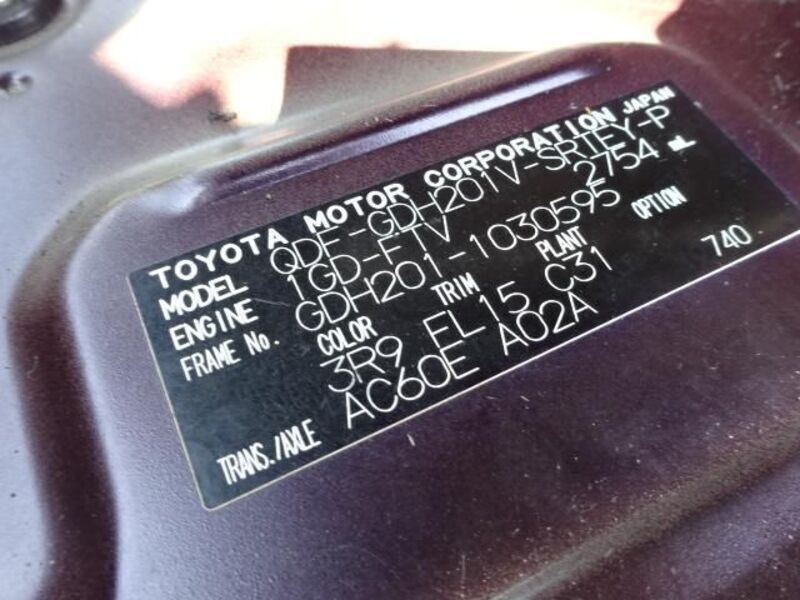 TOYOTA MOTOR CORPORATION JAPAN
MODEL QDF-GDH201V-SRTEY-P
ENGINE 1GD-FTV 2754 mL
FRAME No. GDH201-1030595
COLOR TRIM PLANT OPTION
3R9 FL15 C31 740
TRANS./AXLE AC60E A02A